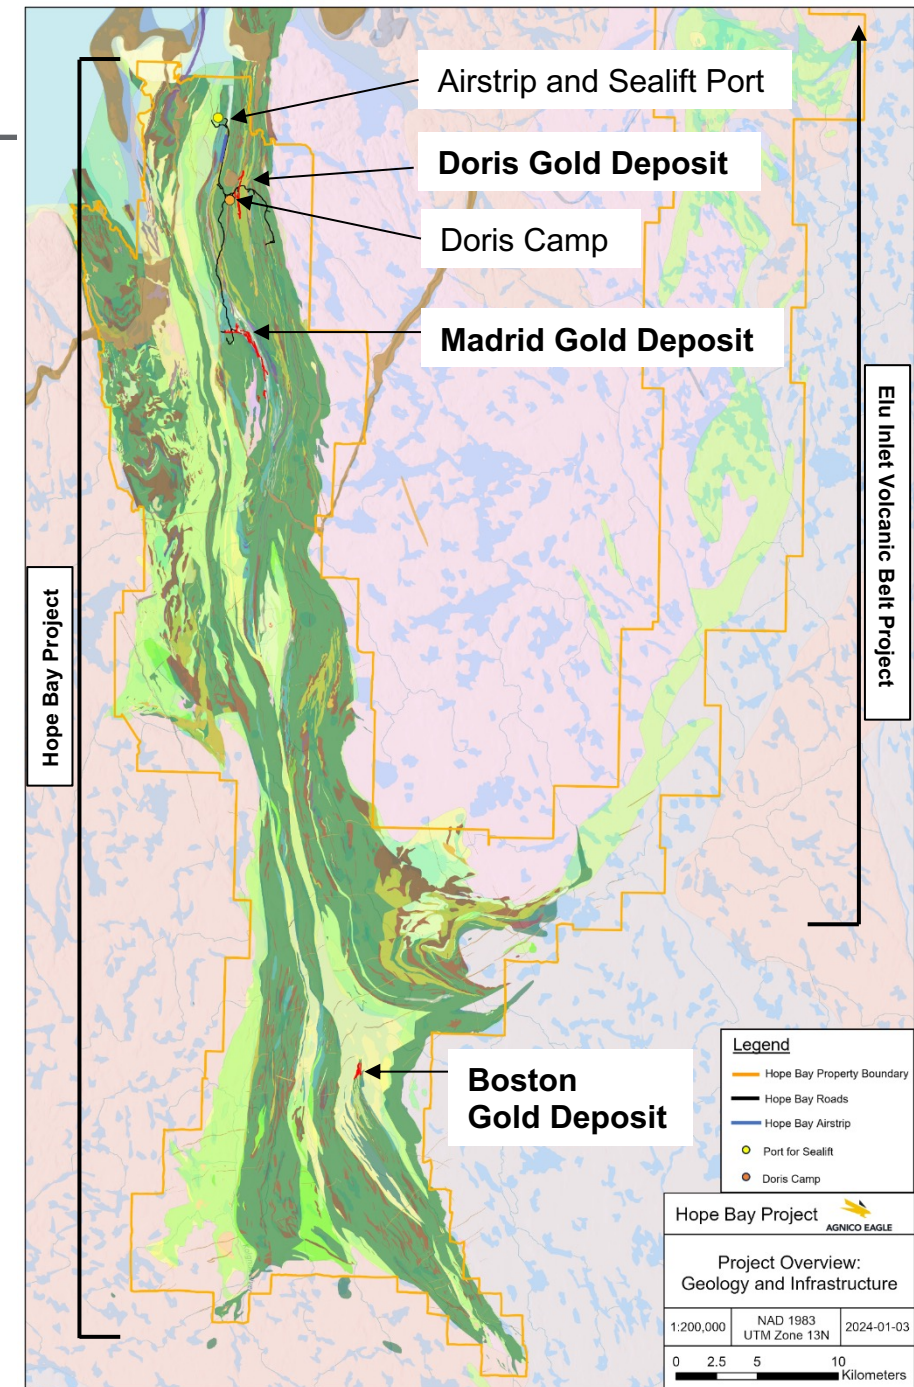 Airstrip and Sealift Port
Doris Gold Deposit
Doris Camp
Madrid Gold Deposit
Hope Bay Project
Elu Inlet Volcanic Belt Project
Boston
Gold Deposit
Legend
Hope Bay Property Boundary
Hope Bay Roads
Hope Bay Airstrip
Port for Sealift
Doris Camp
Hope Bay Project
AGNICO EAGLE
Project Overview:
Geology and Infrastructure
1:200,000
NAD 1983
UTM Zone 13N
2024-01-03
0 2.5 5 10
Kilometers